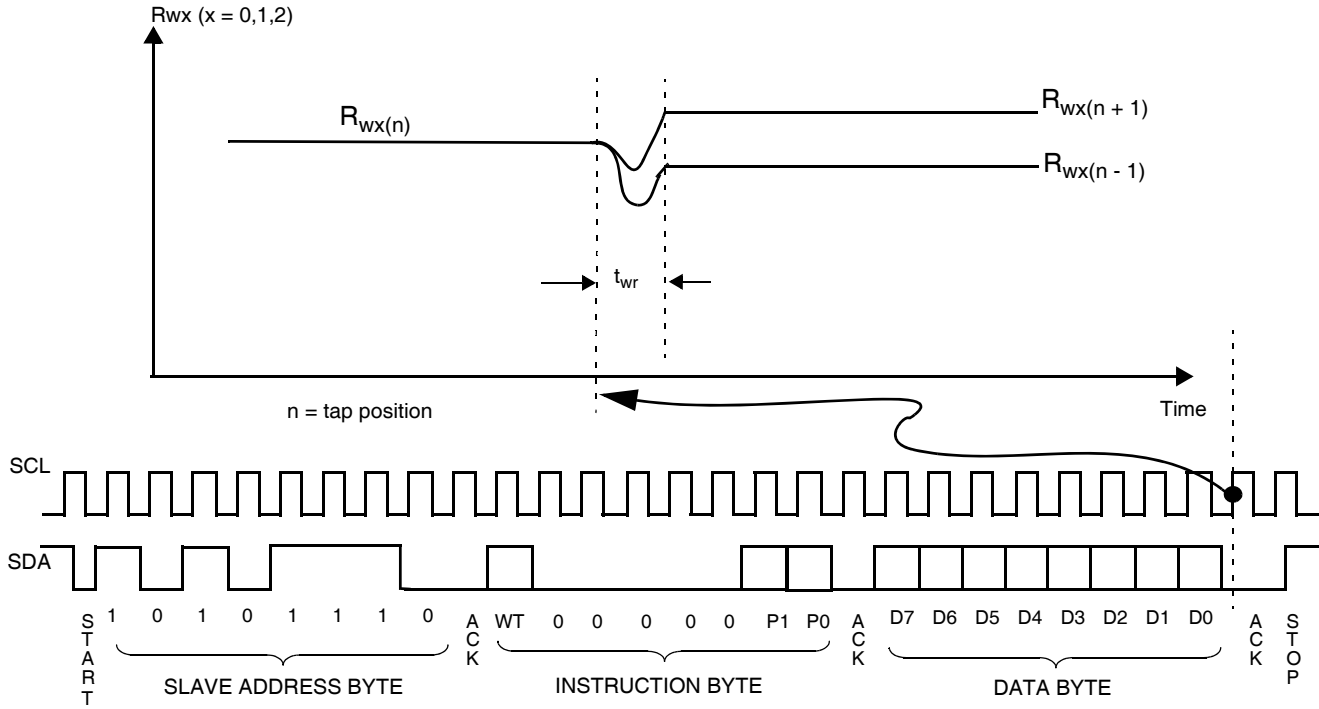 Rwx (x = 0,1,2)
Rwx(n)
Rwx(n + 1)
Rwx(n - 1)
twr
n = tap position
Time
SCL
SDA
START 1 0 1 0 1 1 1 0 ACK WT 0 0 0 0 0 P1 P0 ACK D7 D6 D5 D4 D3 D2 D1 D0 ACK STOP
SLAVE ADDRESS BYTE INSTRUCTION BYTE DATA BYTE